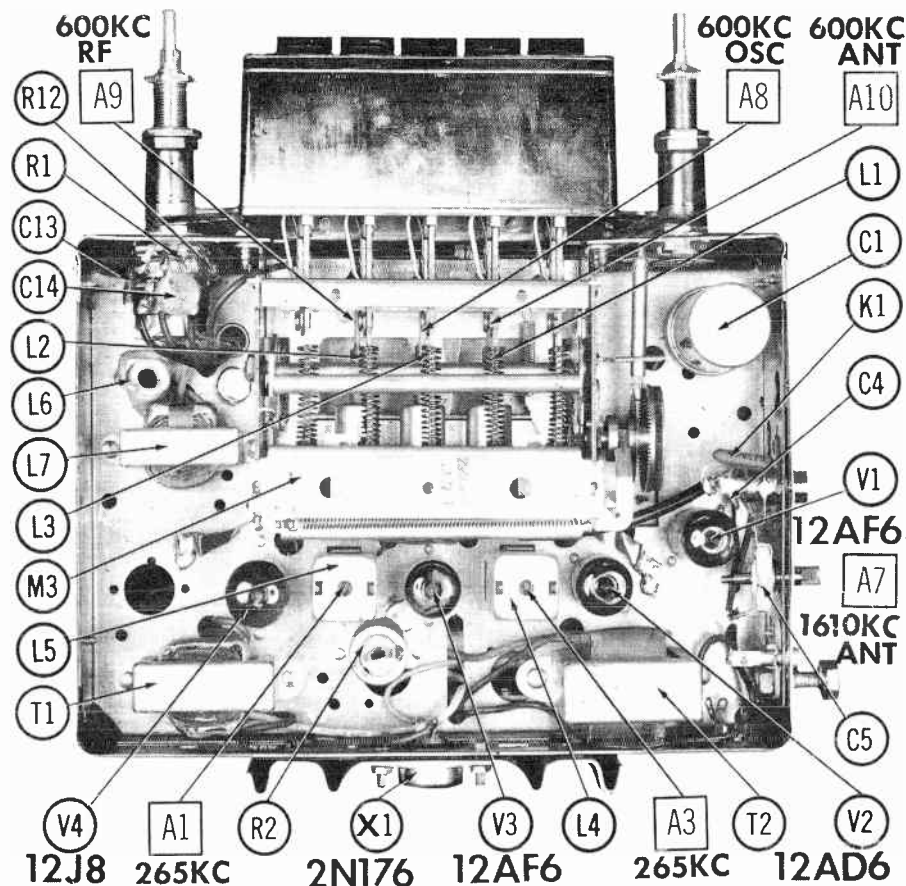 600KC
RF
600KC
OSC
600KC
ANT
A9
A8
A10
R12
R1
C13
C14
L2
L6
L7
L3
M3
L5
T1
L1
C1
K1
C4
V1
12AF6
A7
1610KC
ANT
C5
V4
12J8
A1
265KC
R2
X1
2N176
V3
12AF6
L4
A3
265KC
T2
V2
12AD6